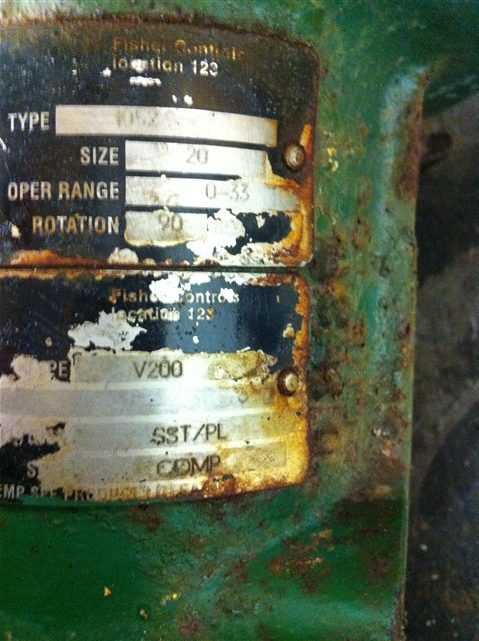 Fisher Controls
location 123
TYPE 1052
SIZE 20
OPER RANGE 0-33
ROTATION 90
Fisher Controls
location 123
V200
SST/PL
COMP